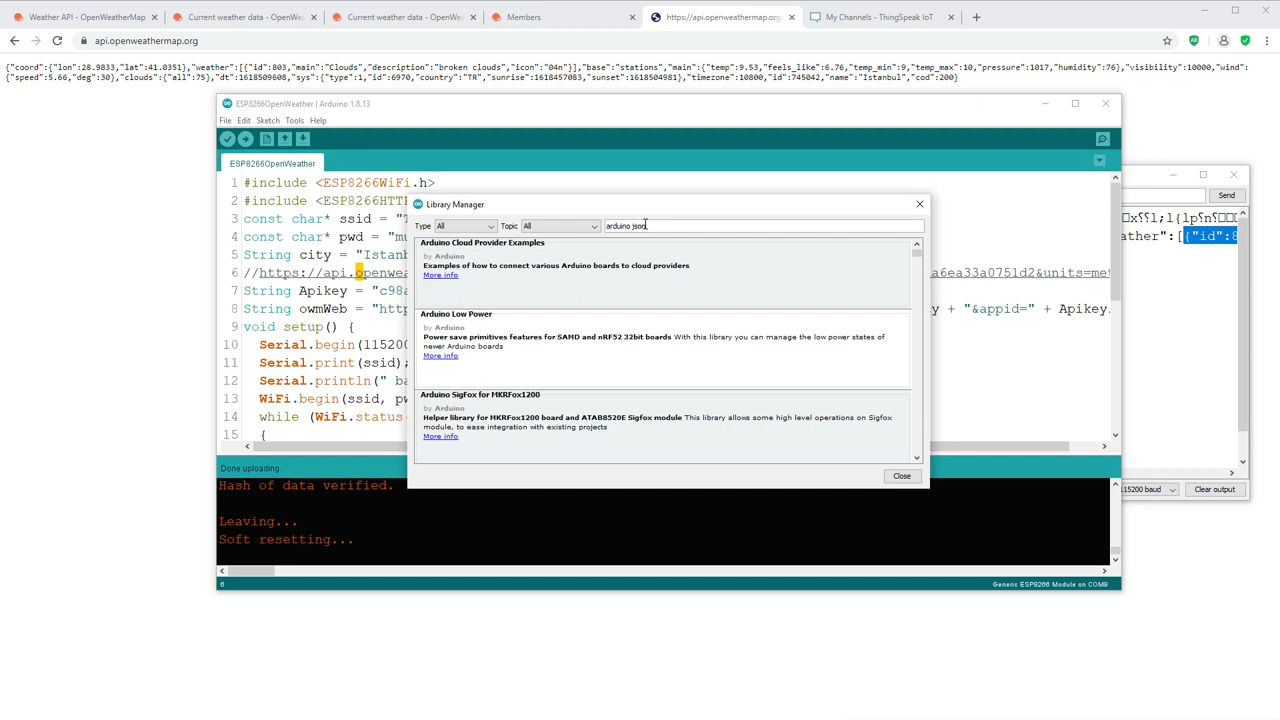 Weather API - OpenWeatherMap
Current weather data - OpenWe
Current weather data - OpenWe
Members
https://api.openweathermap.org
My Channels - ThingSpeak IoT
api.openweathermap.org
{"coord":{"lon":28.9833,"lat":41.0351},"weather":[{"id":803,"main":"Clouds","description":"broken clouds","icon":"04n"}],"base":"stations","main":{"temp":9.53,"feels_like":6.76,"temp_min":9,"temp_max":10,"pressure":1017,"humidity":76},"visibility":10000,"wind":
{"speed":5.66,"deg":30},"clouds":{"all":75},"dt":1618509608,"sys":{"type":1,"id":6970,"country":"TR","sunrise":1618457083,"sunset":1618504981},"timezone":10800,"id":745042,"name":"Istanbul","cod":200}
ESP8266OpenWeather | Arduino 1.8.13
File Edit Sketch Tools Help
ESP8266OpenWeather
1 #include <ESP8266WiFi.h>
2 #include <ESP8266HTT
3 const char* ssid = "
4 const char* pwd = "mu
5 String city = "Istanb
6 //https://api.openwea
a6ea33a0751d2&units=met
7 String Apikey = "c98a
8 String owmWeb = "http
y + "&appid=" + Apikey
9 void setup() {
10 Serial.begin(115200
11 Serial.print(ssid);
12 Serial.println(" ba
13 WiFi.begin(ssid, pw
14 while (WiFi.status
15 {
Library Manager
Type All Topic All arduino json
Arduino Cloud Provider Examples
by Arduino
Examples of how to connect various Arduino boards to cloud providers
More info
Arduino Low Power
by Arduino
Power save primitives features for SAMD and nRF52 32bit boards With this library you can manage the low power states of
newer Arduino boards
More info
Arduino SigFox for MKRFox1200
by Arduino
Helper library for MKRFox1200 board and ATAB8520E Sigfox module This library allows some high level operations on Sigfox
module, to ease integration with existing projects
More info
Close
Send
ather":[{"id":8
115200 baud
Clear output
Done uploading.
Hash of data verified.
Leaving...
Soft resetting...
6
Generic ESP8266 Module on COM9